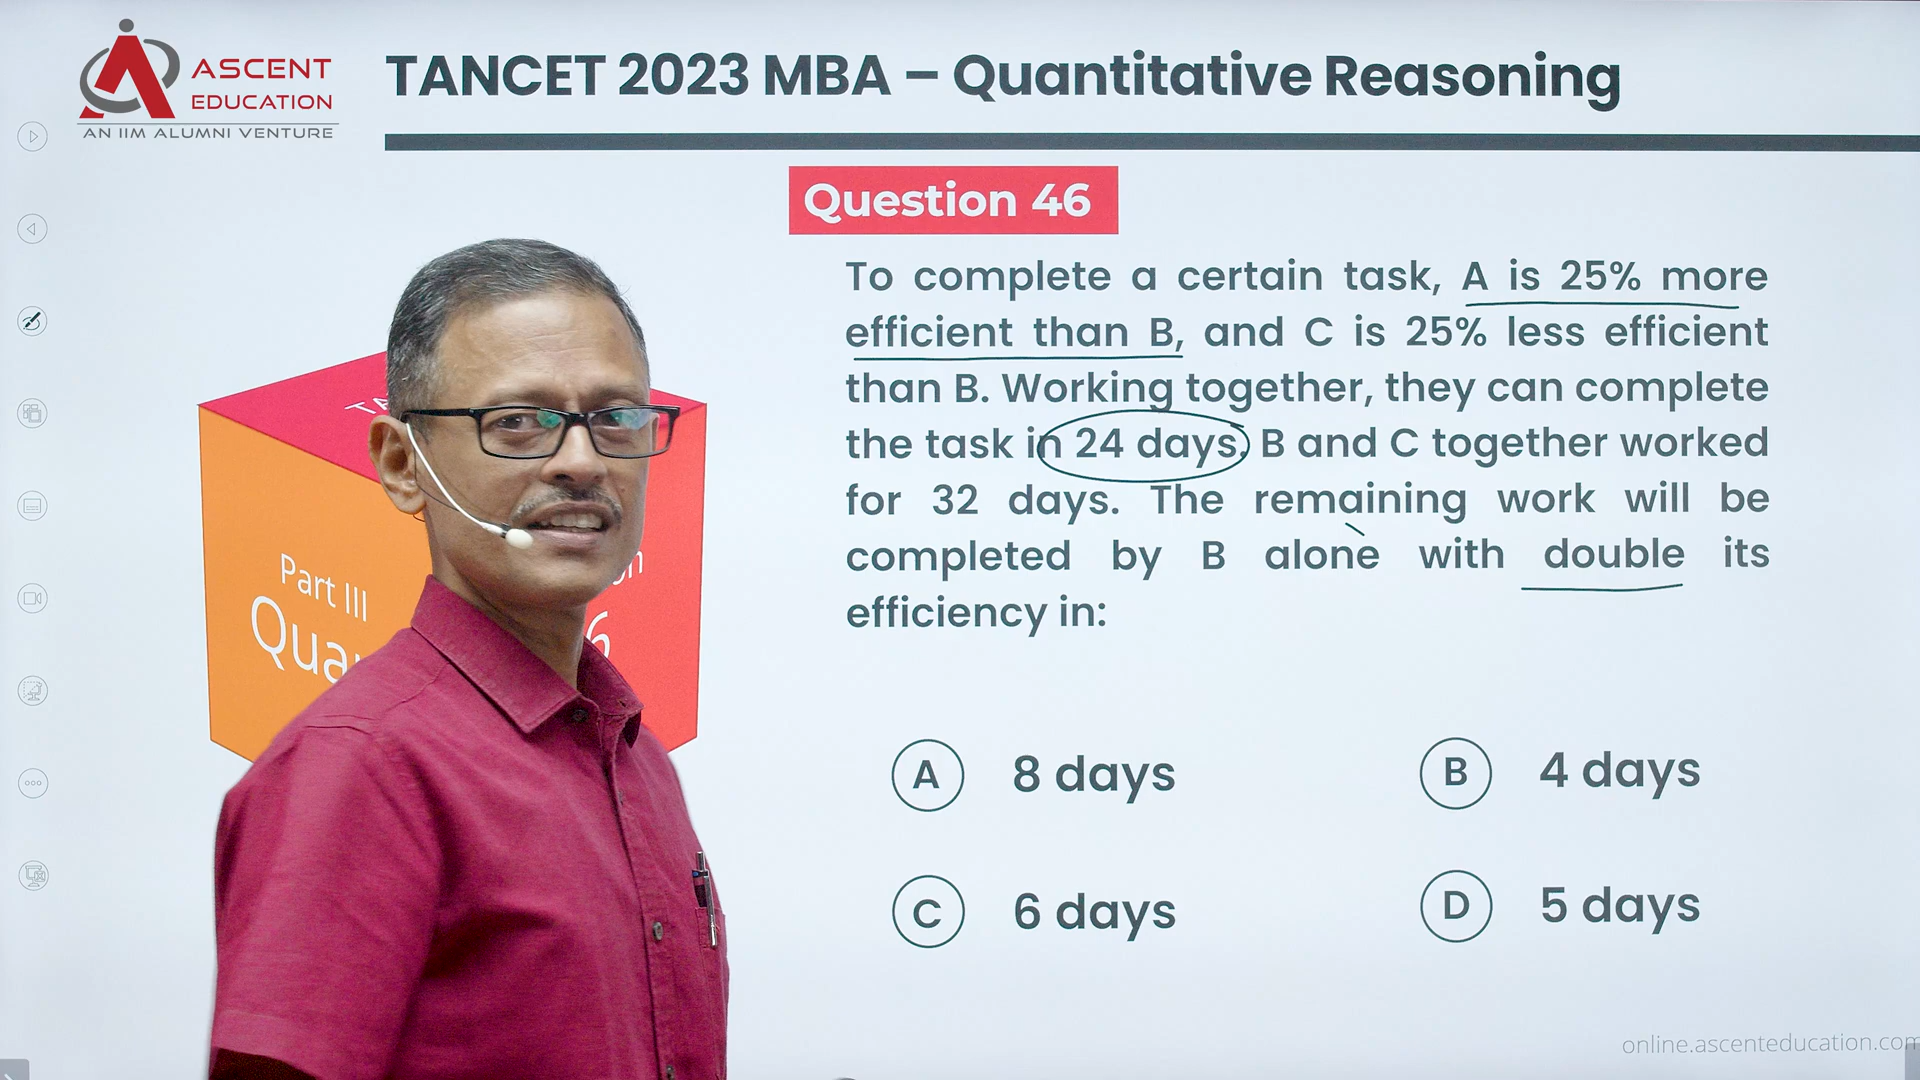 ASCENT
EDUCATION
AN IIM ALUMNI VENTURE
TANCET 2023 MBA – Quantitative Reasoning
Question 46
To complete a certain task, A is 25% more
efficient than B, and C is 25% less efficient
than B. Working together, they can complete
the task in 24 days. B and C together worked
for 32 days. The remaining work will be
completed by B alone with double its
efficiency in:
A 8 days
B 4 days
C 6 days
D 5 days
Part III
online.ascenteducation.com